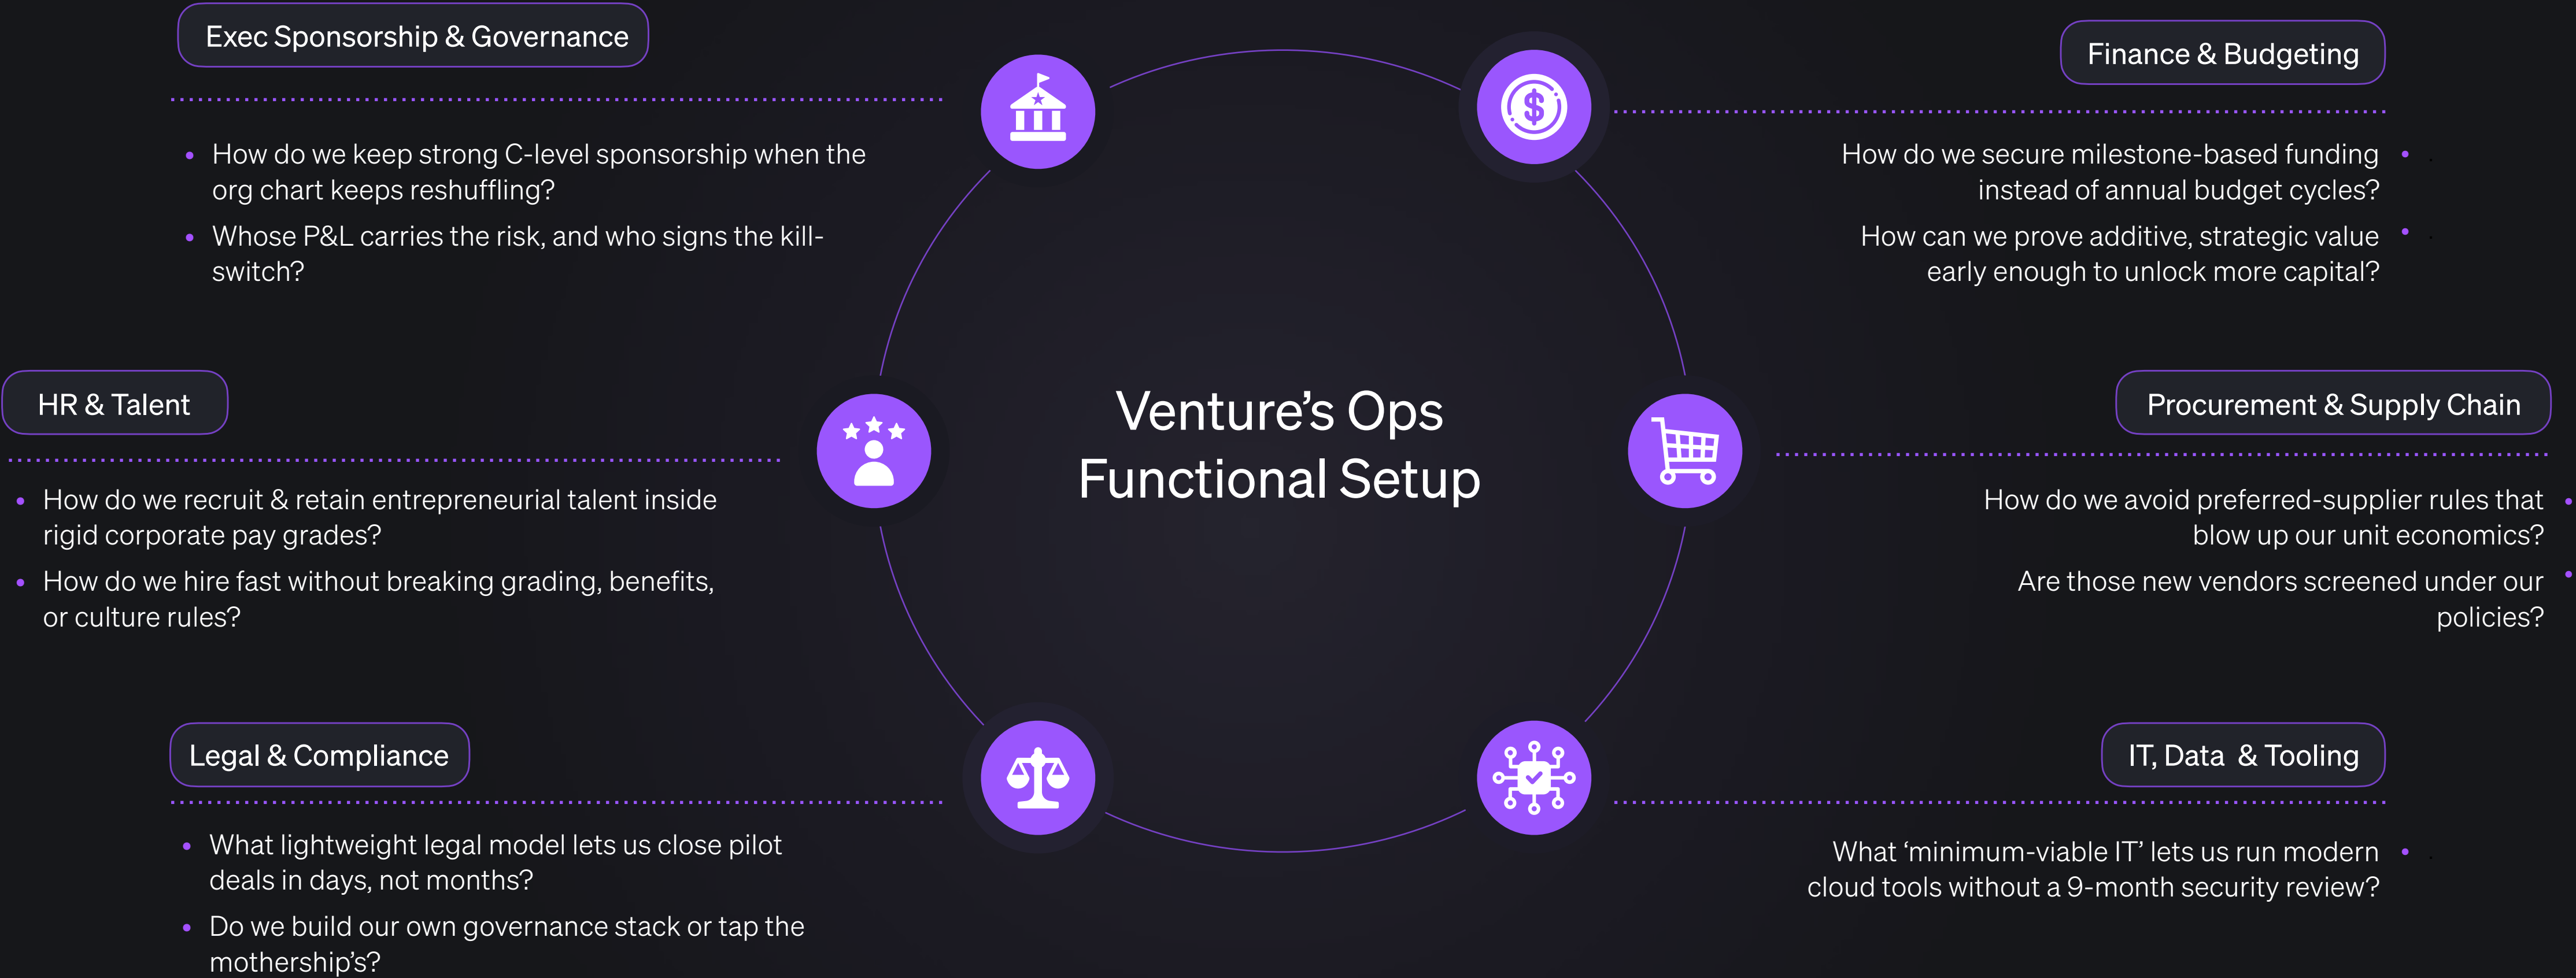 Exec Sponsorship & Governance
• How do we keep strong C-level sponsorship when the
org chart keeps reshuffling?
• Whose P&L carries the risk, and who signs the kill-
switch?
Finance & Budgeting
How do we secure milestone-based funding •
instead of annual budget cycles?
How can we prove additive, strategic value •
early enough to unlock more capital?
HR & Talent
• How do we recruit & retain entrepreneurial talent inside
rigid corporate pay grades?
• How do we hire fast without breaking grading, benefits,
or culture rules?
Venture’s Ops
Functional Setup
Procurement & Supply Chain
How do we avoid preferred-supplier rules that •
blow up our unit economics?
Are those new vendors screened under our •
policies?
Legal & Compliance
• What lightweight legal model lets us close pilot
deals in days, not months?
• Do we build our own governance stack or tap the
mothership’s?
IT, Data & Tooling
What ‘minimum-viable IT’ lets us run modern •
cloud tools without a 9-month security review?